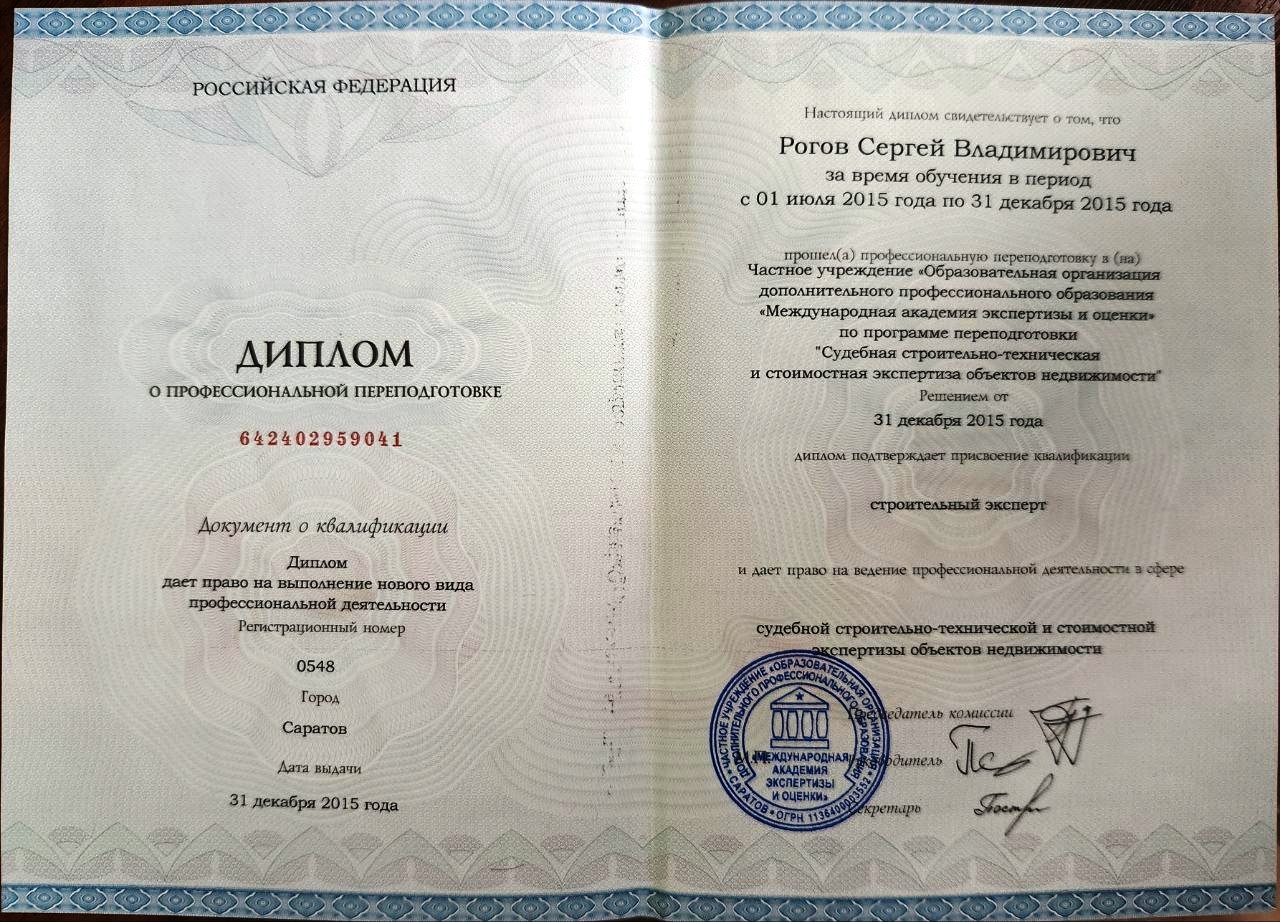 РОССИЙСКАЯ ФЕДЕРАЦИЯ
ДИПЛОМ
О ПРОФЕССИОНАЛЬНОЙ ПЕРЕПОДГОТОВКЕ
642402959041
Документ о квалификации
Диплом
дает право на выполнение нового вида
профессиональной деятельности
Регистрационный номер
0548
Город
Саратов
Дата выдачи
31 декабря 2015 года
Настоящий диплом свидетельствует о том, что
Рогов Сергей Владимирович
за время обучения в период
с 01 июля 2015 года по 31 декабря 2015 года
прошел(а) профессиональную переподготовку в (на)
Частное учреждение «Образовательная организация
дополнительного профессионального образования
«Международная академия экспертизы и оценки»
по программе переподготовки
"Судебная строительно-техническая
и стоимостная экспертиза объектов недвижимости"
Решением от
31 декабря 2015 года
диплом подтверждает присвоение квалификации
строительный эксперт
и дает право на ведение профессиональной деятельности в сфере
судебной строительно-технической и стоимостной
экспертизы объектов недвижимости
Председатель комиссии
Руководитель
Секретарь
ЧАСТНОЕ УЧРЕЖДЕНИЕ «ОБРАЗОВАТЕЛЬНАЯ ОРГАНИЗАЦИЯ
ДОПОЛНИТЕЛЬНОГО ПРОФЕССИОНАЛЬНОГО ОБРАЗОВАНИЯ
«МЕЖДУНАРОДНАЯ
АКАДЕМИЯ
ЭКСПЕРТИЗЫ
И ОЦЕНКИ»
САРАТОВ • ОГРН 1136400003552